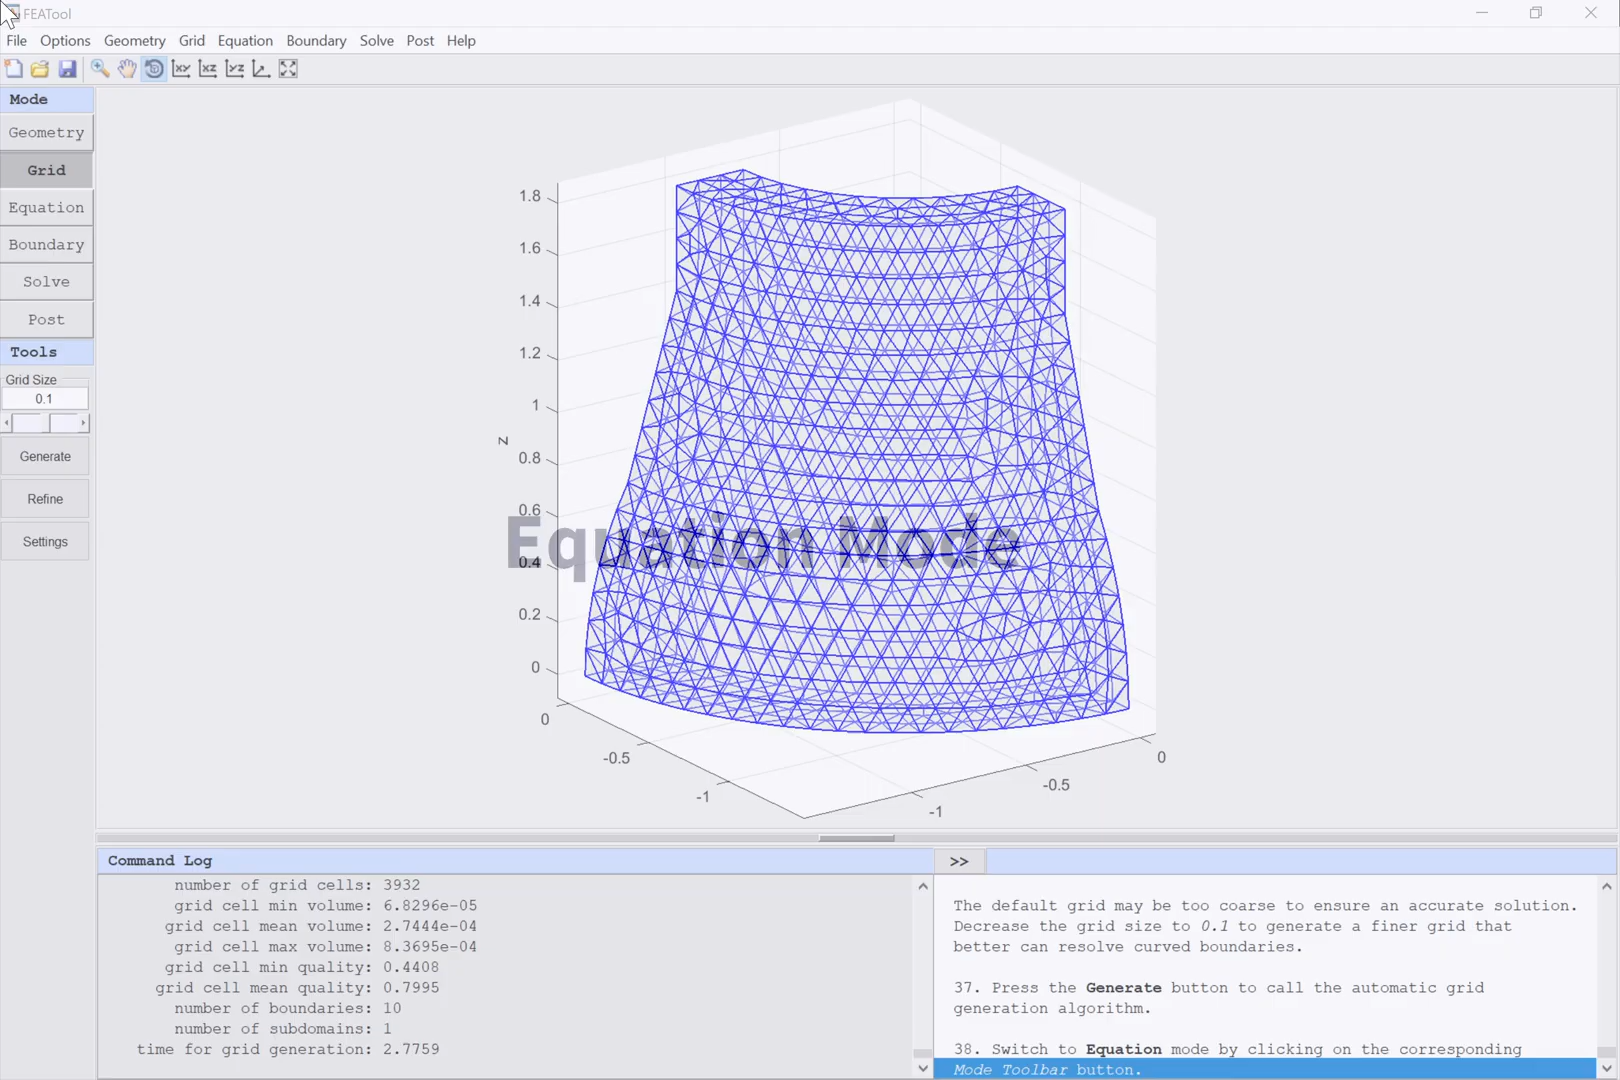 FEATool
File Options Geometry Grid Equation Boundary Solve Post Help
Mode
Geometry
Grid
Equation
Boundary
Solve
Post
Tools
Grid Size
0.1
Generate
Refine
Settings
1.8
1.6
1.4
1.2
1
0.8
0.6
0.4
0.2
0
z
0
-0.5
-1
-1
-0.5
0
Equation Mode
Command Log
number of grid cells: 3932
grid cell min volume: 6.8296e-05
grid cell mean volume: 2.7444e-04
grid cell max volume: 8.3695e-04
grid cell min quality: 0.4408
grid cell mean quality: 0.7995
number of boundaries: 10
number of subdomains: 1
time for grid generation: 2.7759
>>
The default grid may be too coarse to ensure an accurate solution.
Decrease the grid size to 0.1 to generate a finer grid that
better can resolve curved boundaries.
37. Press the Generate button to call the automatic grid
generation algorithm.
38. Switch to Equation mode by clicking on the corresponding
Mode Toolbar button.